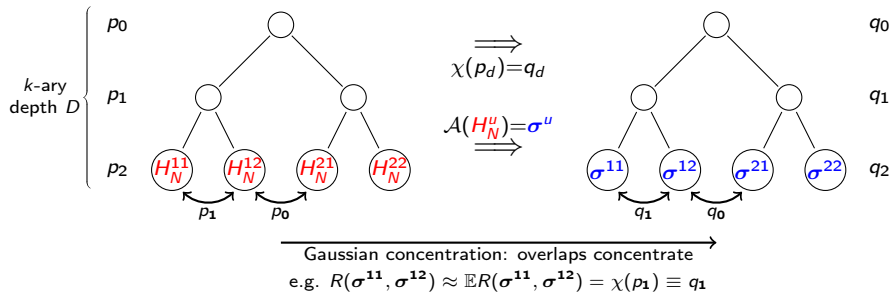 p₀ q₀
⟹
χ(p_d)=q_d
k-ary
depth D
p₁ q₁
𝒜(H_N^u)=σ^u
⟹
p₂ H_N^11 H_N^12 H_N^21 H_N^22 σ^11 σ^12 σ^21 σ^22 q₂
p₁ p₀ q₁ q₀
Gaussian concentration: overlaps concentrate
e.g. R(σ^11, σ^12) ≈ 𝔼R(σ^11, σ^12) = χ(p₁) ≡ q₁